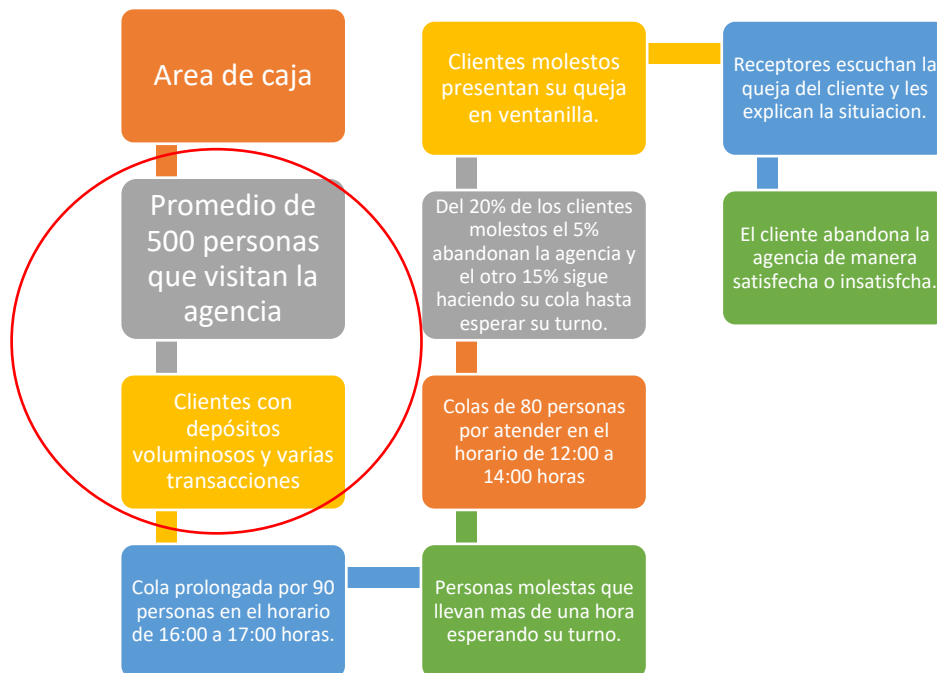 Area de caja
Promedio de
500 personas
que visitan la
agencia
Clientes con
depósitos
voluminosos y varias
transacciones
Cola prolongada por 90
personas en el horario
de 16:00 a 17:00 horas.
Personas molestas que
llevan mas de una hora
esperando su turno.
Colas de 80 personas
por atender en el
horario de 12:00 a
14:00 horas
Del 20% de los clientes
molestos el 5%
abandonan la agencia y
el otro 15% sigue
haciendo su cola hasta
esperar su turno.
Clientes molestos
presentan su queja
en ventanilla.
Receptores escuchan la
queja del cliente y les
explican la situiacion.
El cliente abandona la
agencia de manera
satisfecha o insatisfcha.